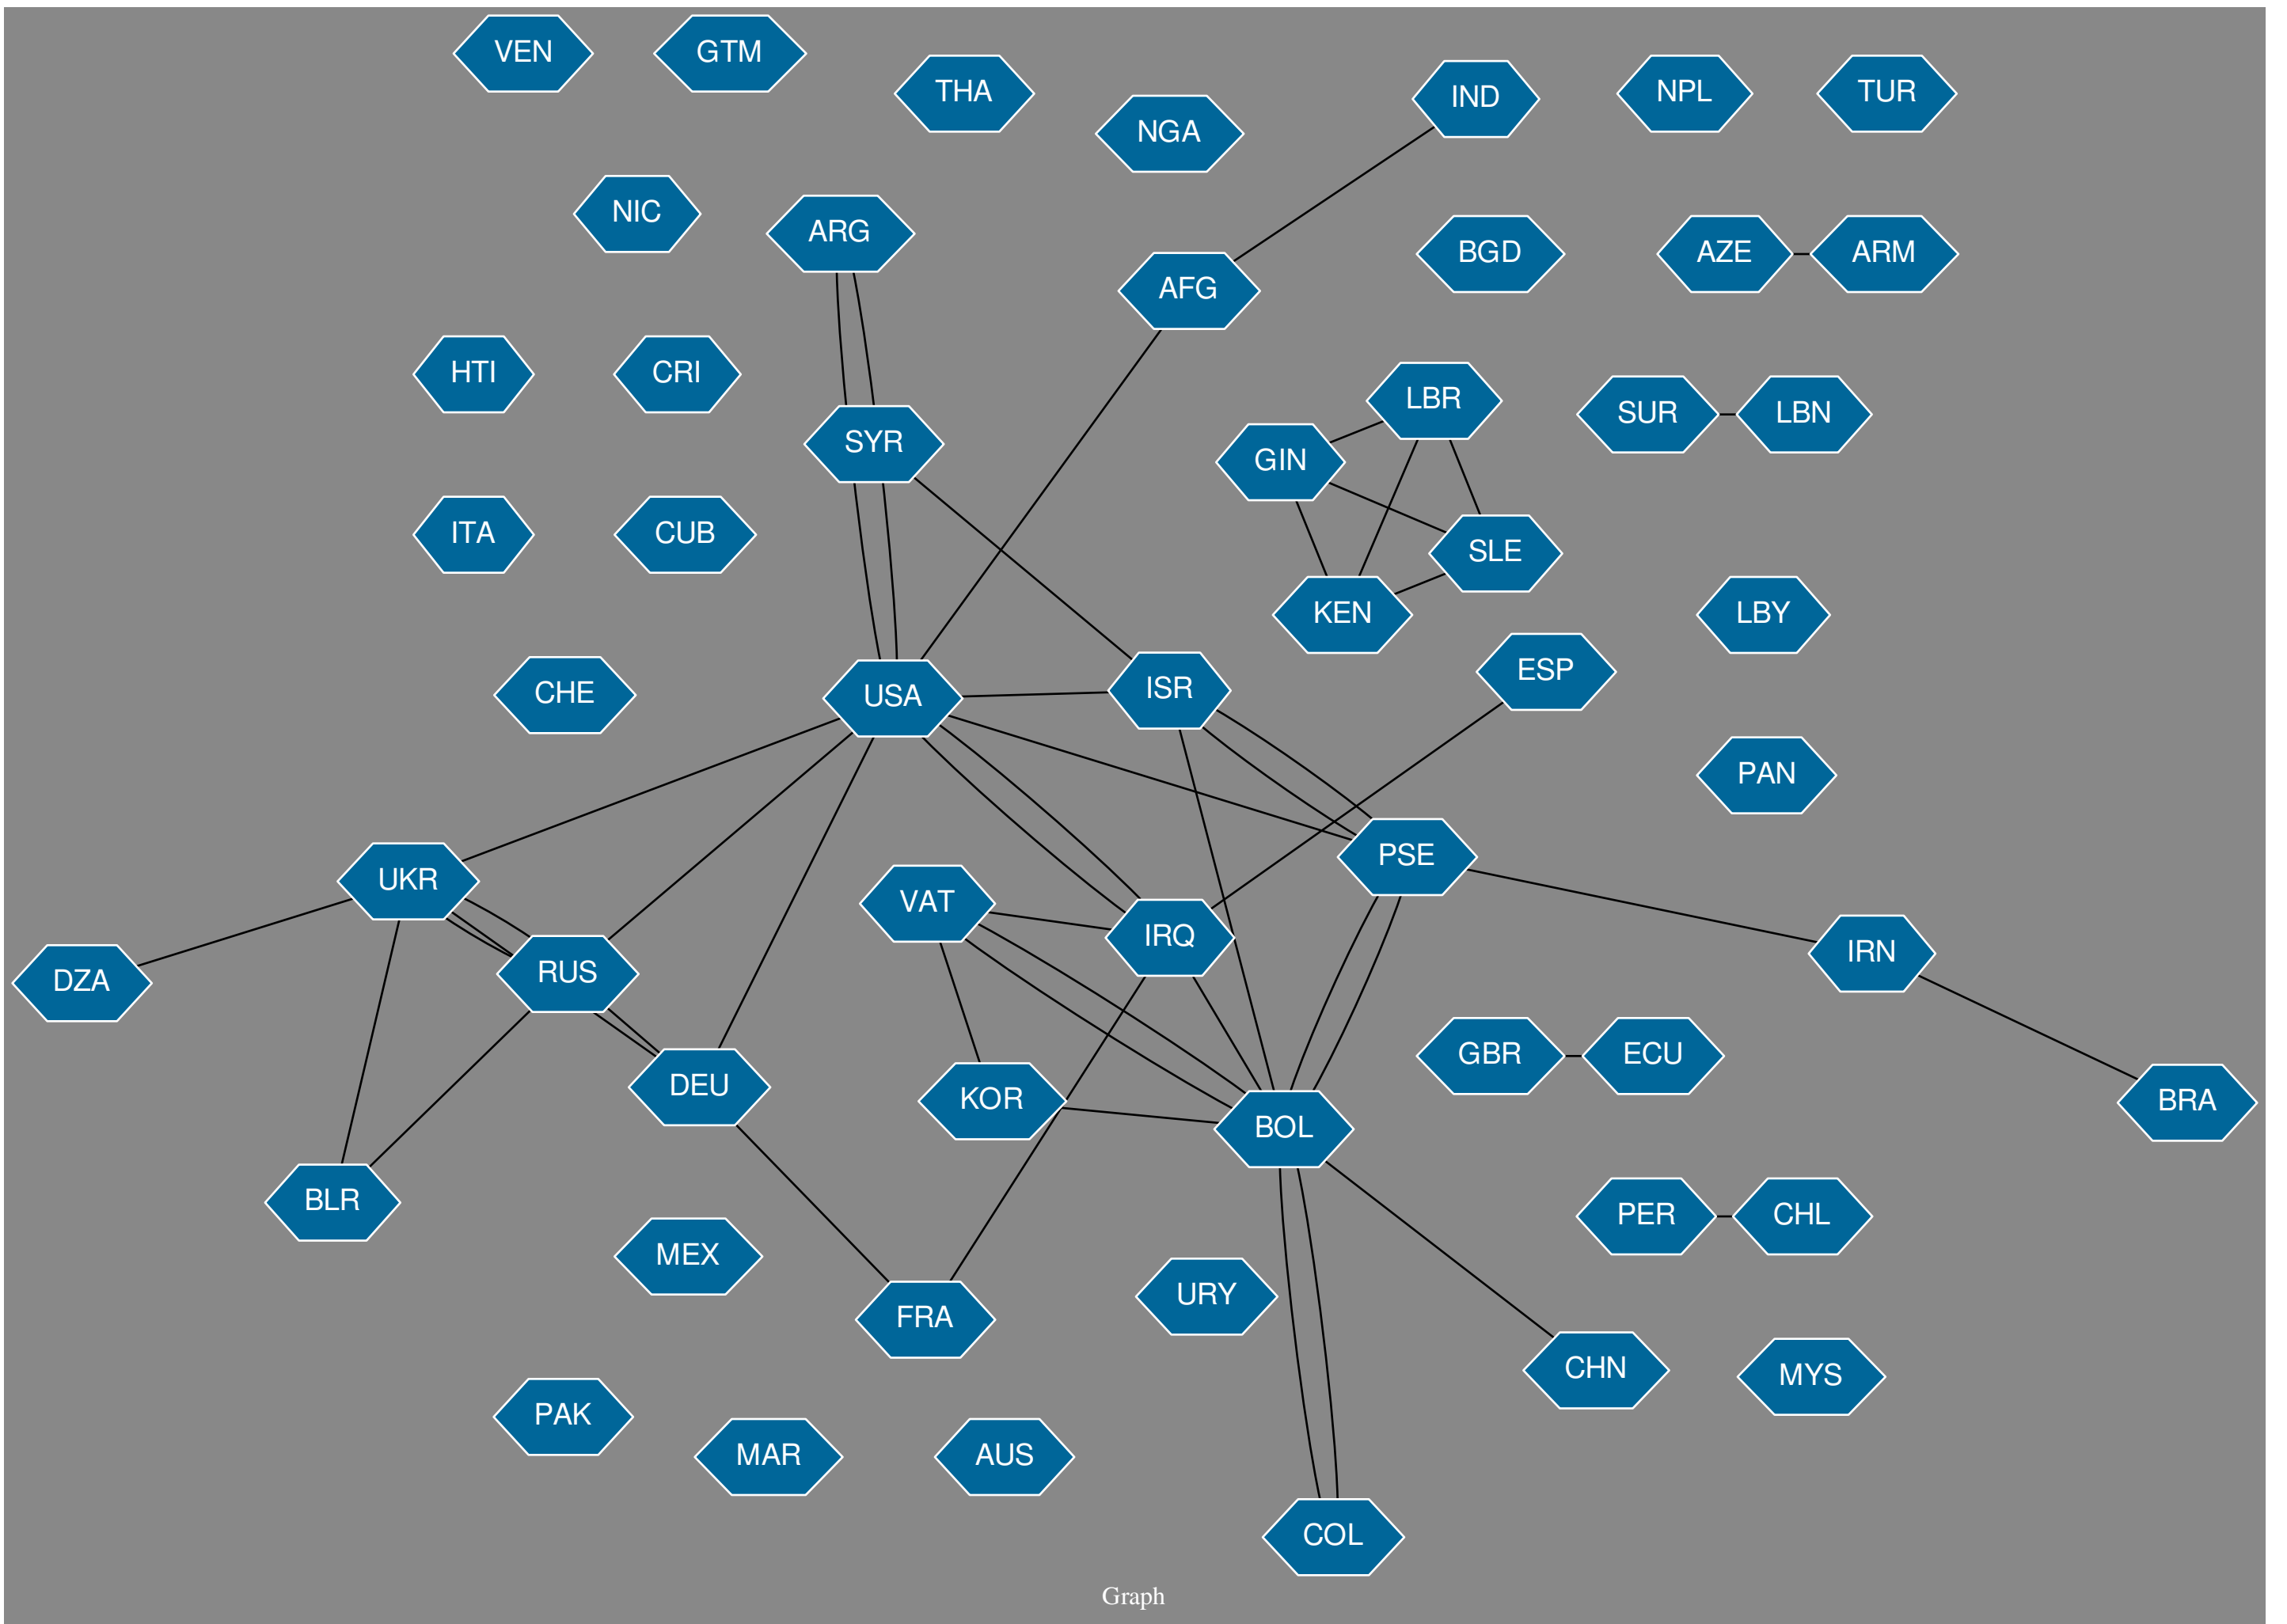 VEN
GTM
THA
IND
NPL
TUR
NGA
NIC
ARG
BGD
AZE
ARM
AFG
HTI
CRI
LBR
SUR
LBN
SYR
GIN
ITA
CUB
SLE
KEN
LBY
ESP
CHE
USA
ISR
PAN
PSE
UKR
VAT
IRQ
IRN
DZA
RUS
GBR
ECU
DEU
KOR
BRA
BOL
BLR
PER
CHL
MEX
URY
FRA
CHN
MYS
PAK
MAR
AUS
COL
Graph